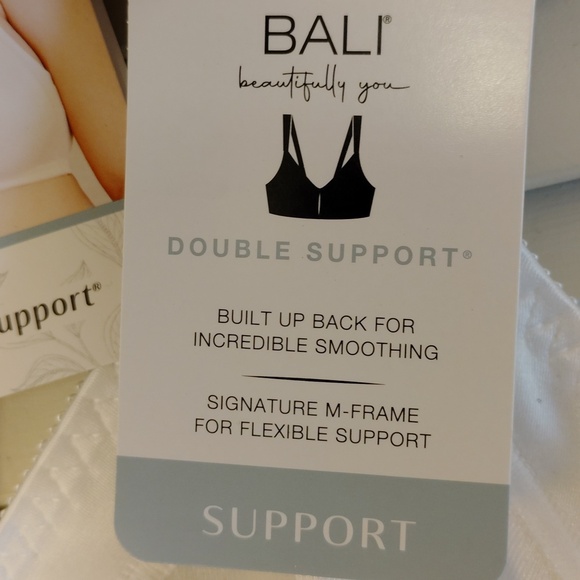 BALI®
beautifully you
DOUBLE SUPPORT®
BUILT UP BACK FOR
INCREDIBLE SMOOTHING
SIGNATURE M-FRAME
FOR FLEXIBLE SUPPORT
SUPPORT
upport®